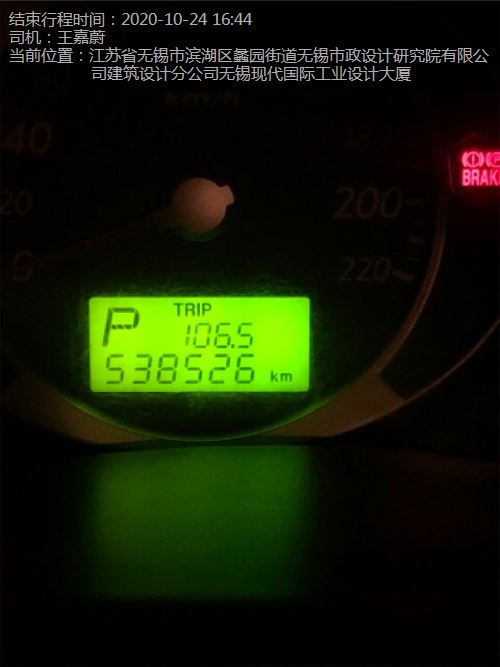 结束行程时间：2020-10-24 16:44
司机：王嘉蔚
当前位置：江苏省无锡市滨湖区蠡园街道无锡市政设计研究院有限公
司建筑设计分公司无锡现代国际工业设计大厦
km/h
40
20
0
180
200
220
BRAK
P TRIP
106.5
538526 km